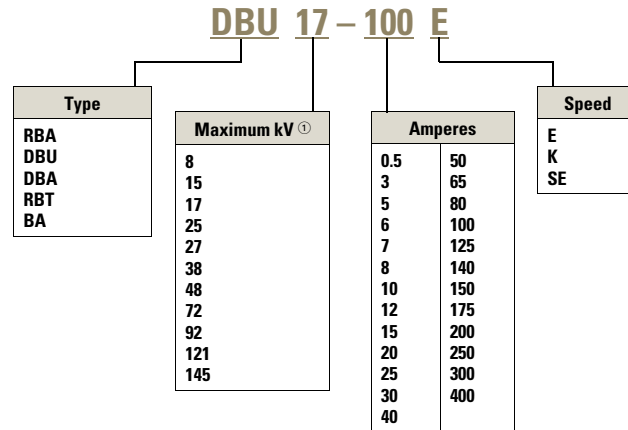 DBU 17 – 100 E
Type
RBA
DBU
DBA
RBT
BA
Maximum kV ①
8
15
17
25
27
38
48
72
92
121
145
Amperes
0.5 50
3 65
5 80
6 100
7 125
8 140
10 150
12 175
15 200
20 250
25 300
30 400
40
Speed
E
K
SE